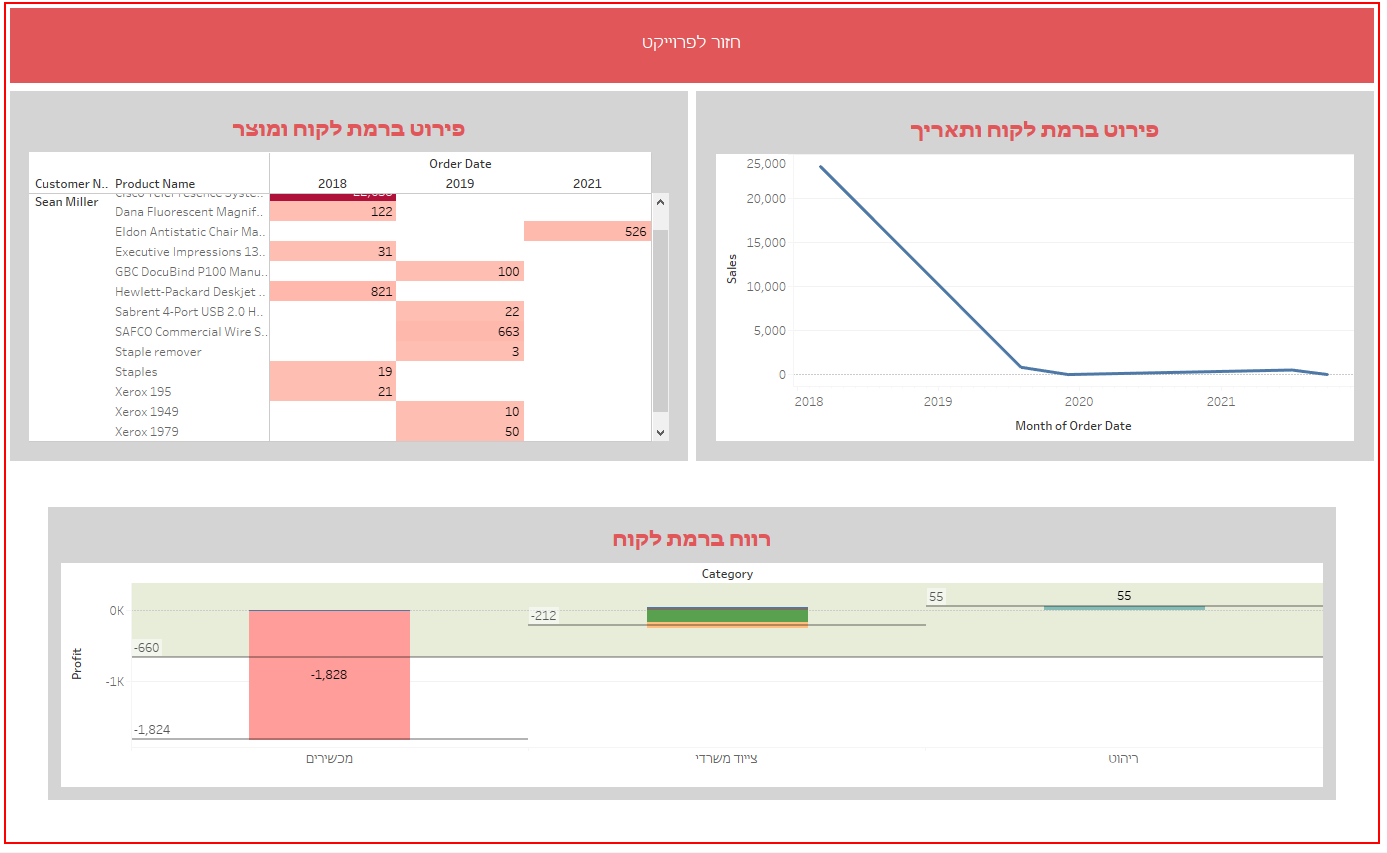 חזור לפרוייקט
פירוט ברמת לקוח ומוצר
Order Date
Customer N.. Product Name 2018 2019 2021
Sean Miller
Dana Fluorescent Magnif.. 122
Eldon Antistatic Chair Ma.. 526
Executive Impressions 13.. 31
GBC DocuBind P100 Manu.. 100
Hewlett-Packard Deskjet .. 821
Sabrent 4-Port USB 2.0 H.. 22
SAFCO Commercial Wire S.. 663
Staple remover 3
Staples 19
Xerox 195 21
Xerox 1949 10
Xerox 1979 50
פירוט ברמת לקוח ותאריך
25,000
20,000
15,000
10,000
5,000
0
Sales
2018 2019 2020 2021
Month of Order Date
רווח ברמת לקוח
Category
Profit
0K
-1K
-660
-1,828
-1,824
-212
55
55
מכשירים
ציייוד משרדי
ריהוט